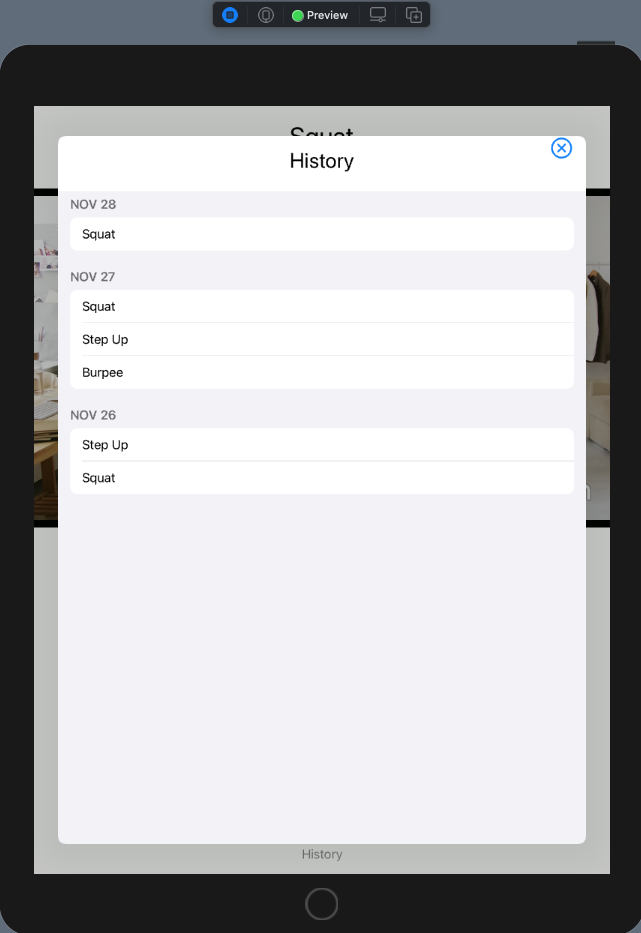 Preview
Squat
History
NOV 28
Squat
NOV 27
Squat
Step Up
Burpee
NOV 26
Step Up
Squat
History